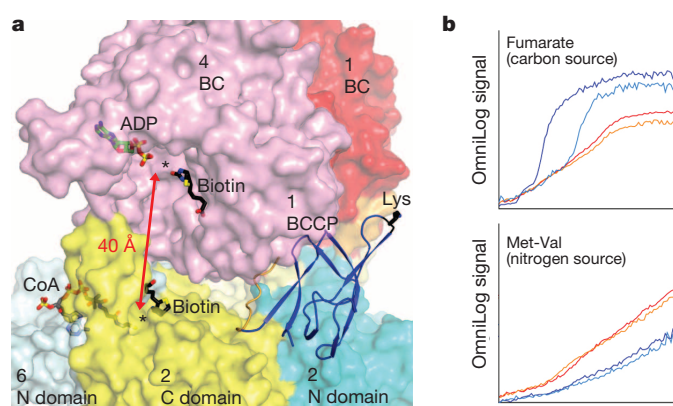 a
4
BC
1
BC
ADP
*
Biotin
1
BCCP
Lys
40 Å
CoA
Biotin
*
6
N domain
2
C domain
2
N domain
b
Fumarate
(carbon source)
OmniLog signal
Met-Val
(nitrogen source)
OmniLog signal